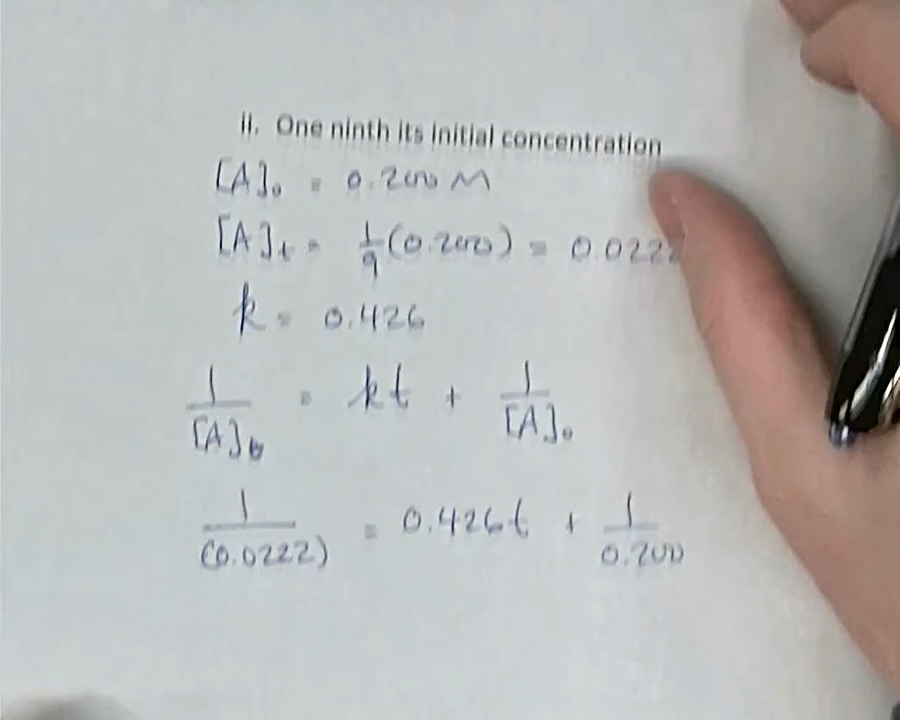 ii. One ninth its initial concentration
[A]₀ = 0.200 M
[A]t = 1/9 (0.200) = 0.0222
k = 0.426
1/[A]t = kt + 1/[A]₀
1/(0.0222) = 0.426t + 1/0.200